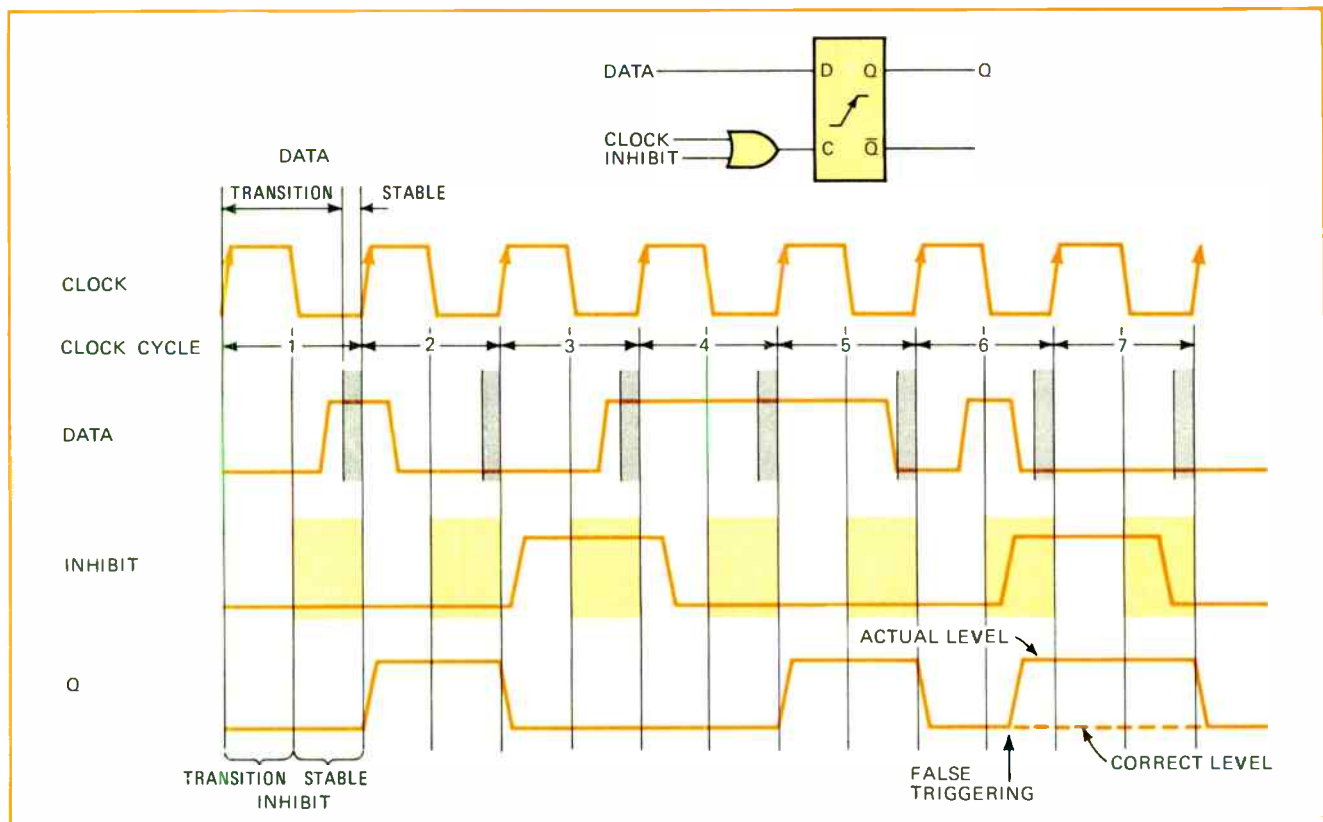 DATA D Q Q
CLOCK
INHIBIT C Q̅
DATA
TRANSITION STABLE
CLOCK
CLOCK CYCLE 1 2 3 4 5 6 7
DATA
INHIBIT
ACTUAL LEVEL
Q
TRANSITION STABLE
INHIBIT
FALSE
TRIGGERING
CORRECT LEVEL